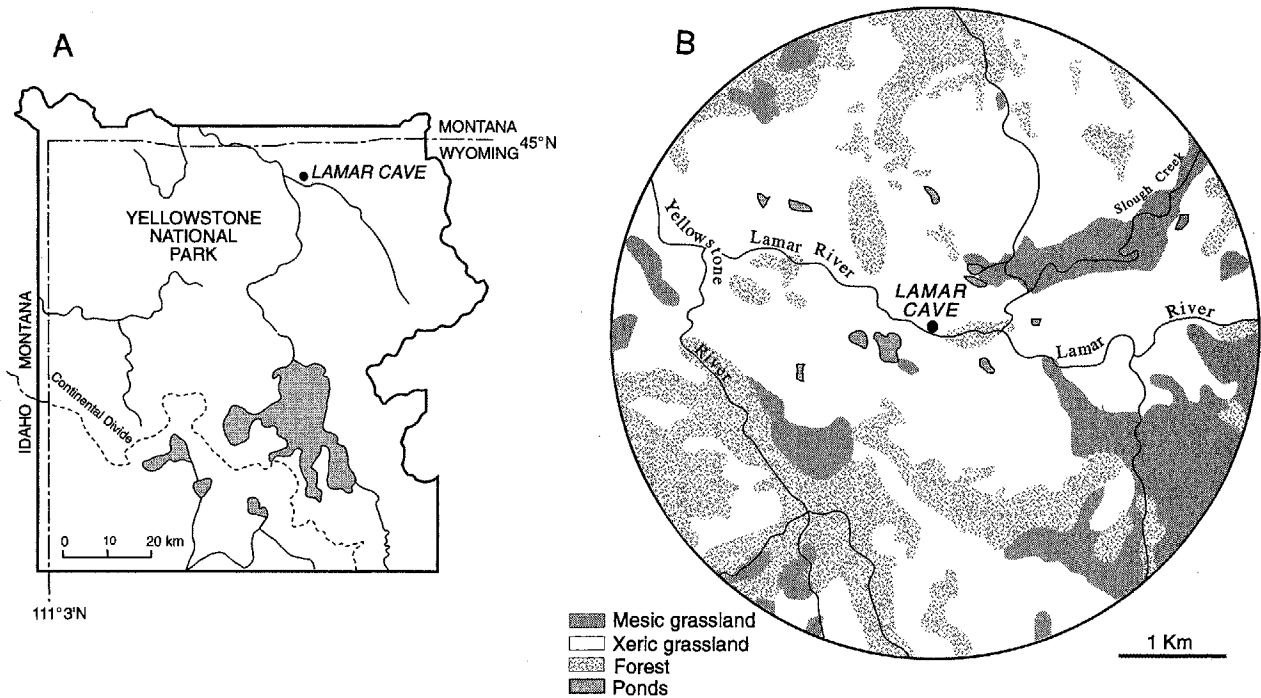 A
MONTANA
WYOMING
45°N
LAMAR CAVE
YELLOWSTONE
NATIONAL
PARK
IDAHO MONTANA
Continental Divide
0 10 20 km
111°3'N
B
Slough Creek
Yellowstone
Lamar River
LAMAR
CAVE
River
Lamar
River
Mesic grassland
Xeric grassland
Forest
Ponds
1 Km